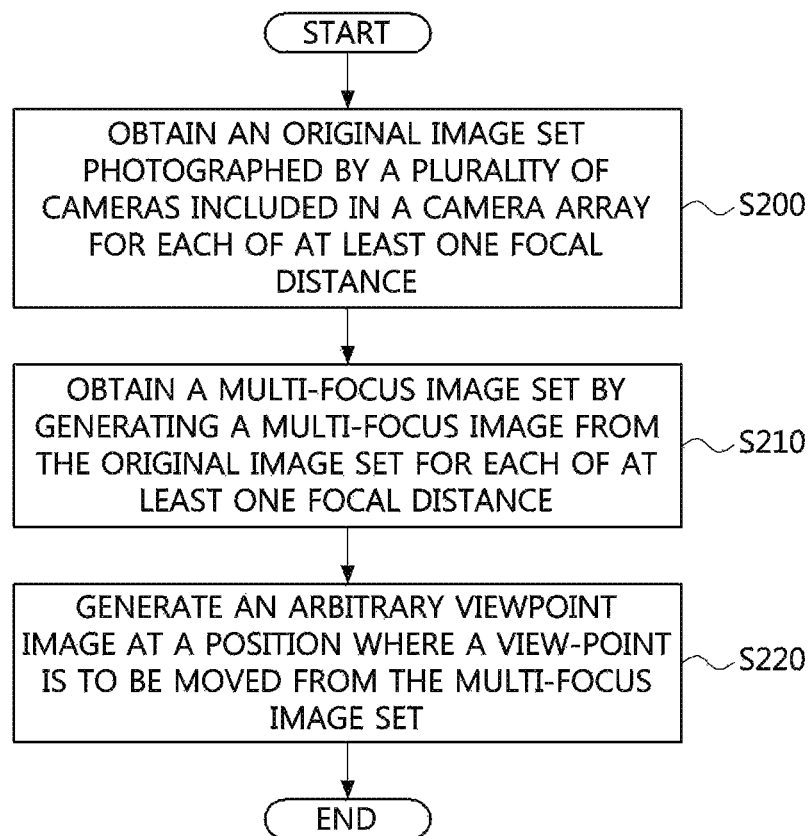 START
OBTAIN AN ORIGINAL IMAGE SET
PHOTOGRAPHED BY A PLURALITY OF
CAMERAS INCLUDED IN A CAMERA ARRAY
FOR EACH OF AT LEAST ONE FOCAL
DISTANCE
S200
OBTAIN A MULTI-FOCUS IMAGE SET BY
GENERATING A MULTI-FOCUS IMAGE FROM
THE ORIGINAL IMAGE SET FOR EACH OF AT
LEAST ONE FOCAL DISTANCE
S210
GENERATE AN ARBITRARY VIEWPOINT
IMAGE AT A POSITION WHERE A VIEW-POINT
IS TO BE MOVED FROM THE MULTI-FOCUS
IMAGE SET
S220
END